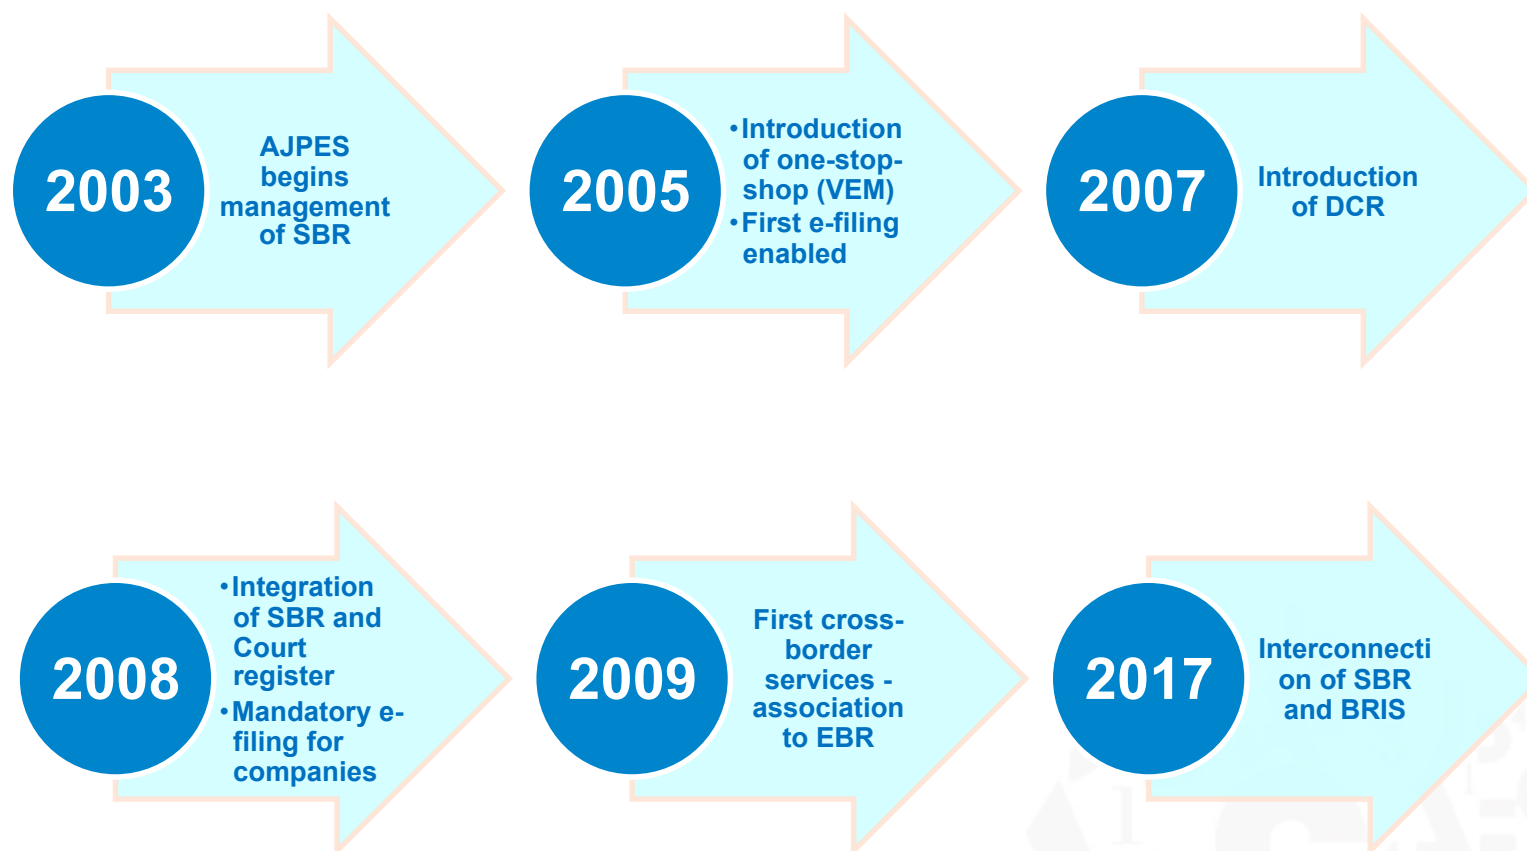 2003
AJPES
begins
management
of SBR
2005
•Introduction
of one-stop-
shop (VEM)
•First e-filing
enabled
2007
Introduction
of DCR
2008
•Integration
of SBR and
Court
register
•Mandatory e-
filing for
companies
2009
First cross-
border
services -
association
to EBR
2017
Interconnecti
on of SBR
and BRIS